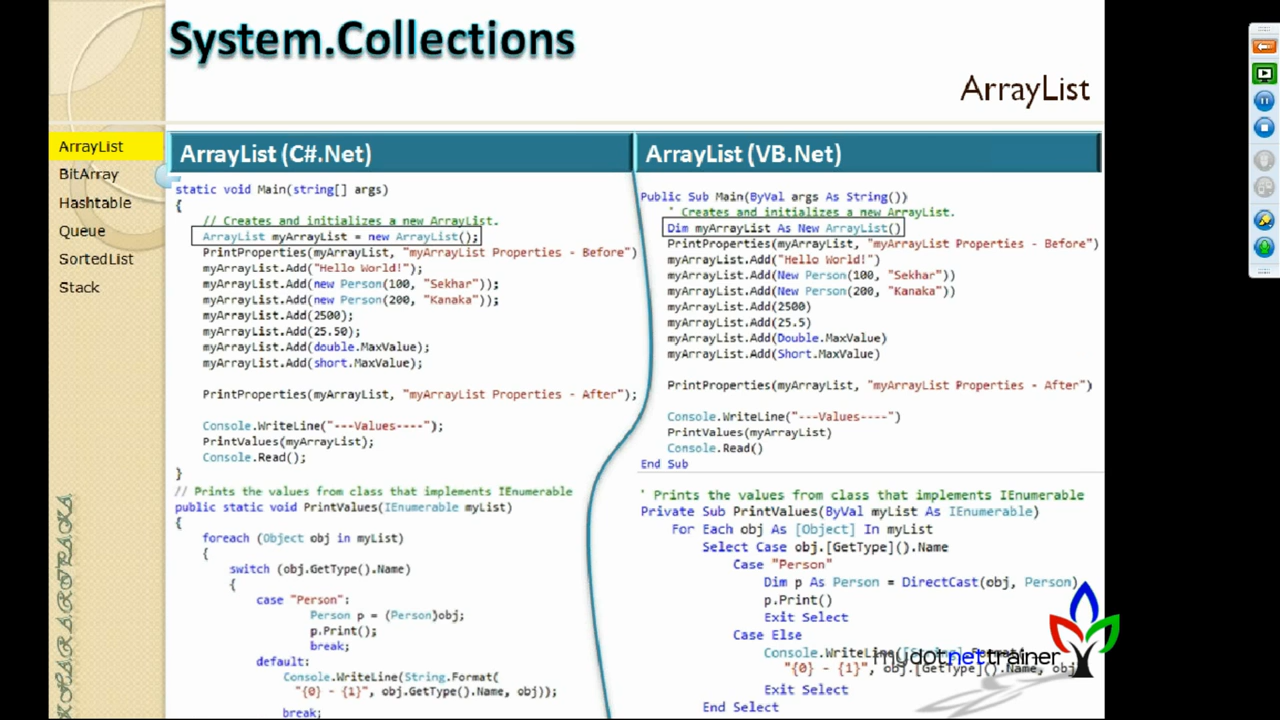 System.Collections
ArrayList
ArrayList
BitArray
Hashtable
Queue
SortedList
Stack
ArrayList (C#.Net)
static void Main(string[] args)
{
// Creates and initializes a new ArrayList.
ArrayList myArrayList = new ArrayList();
PrintProperties(myArrayList, "myArrayList Properties - Before")
myArrayList.Add("Hello World!");
myArrayList.Add(new Person(100, "Sekhar"));
myArrayList.Add(new Person(200, "Kanaka"));
myArrayList.Add(2500);
myArrayList.Add(25.50);
myArrayList.Add(double.MaxValue);
myArrayList.Add(short.MaxValue);
PrintProperties(myArrayList, "myArrayList Properties - After");
Console.WriteLine("---Values----");
PrintValues(myArrayList);
Console.Read();
}
// Prints the values from class that implements IEnumerable
public static void PrintValues(IEnumerable myList)
{
foreach (Object obj in myList)
{
switch (obj.GetType().Name)
{
case "Person":
Person p = (Person)obj;
p.Print();
break;
default:
Console.WriteLine(String.Format(
"{0} - {1}", obj.GetType().Name, obj));
break;
ArrayList (VB.Net)
Public Sub Main(ByVal args As String())
' Creates and initializes a new ArrayList.
Dim myArrayList As New ArrayList()
PrintProperties(myArrayList, "myArrayList Properties - Before")
myArrayList.Add("Hello World!")
myArrayList.Add(New Person(100, "Sekhar"))
myArrayList.Add(New Person(200, "Kanaka"))
myArrayList.Add(2500)
myArrayList.Add(25.5)
myArrayList.Add(Double.MaxValue)
myArrayList.Add(Short.MaxValue)
PrintProperties(myArrayList, "myArrayList Properties - After")
Console.WriteLine("---Values----")
PrintValues(myArrayList)
Console.Read()
End Sub
' Prints the values from class that implements IEnumerable
Private Sub PrintValues(ByVal myList As IEnumerable)
For Each obj As [Object] In myList
Select Case obj.[GetType]().Name
Case "Person"
Dim p As Person = DirectCast(obj, Person)
p.Print()
Exit Select
Case Else
Console.WriteLine(
"{0} - {1}", obj.[GetType]().Name, obj
Exit Select
End Select
mydotnettrainer